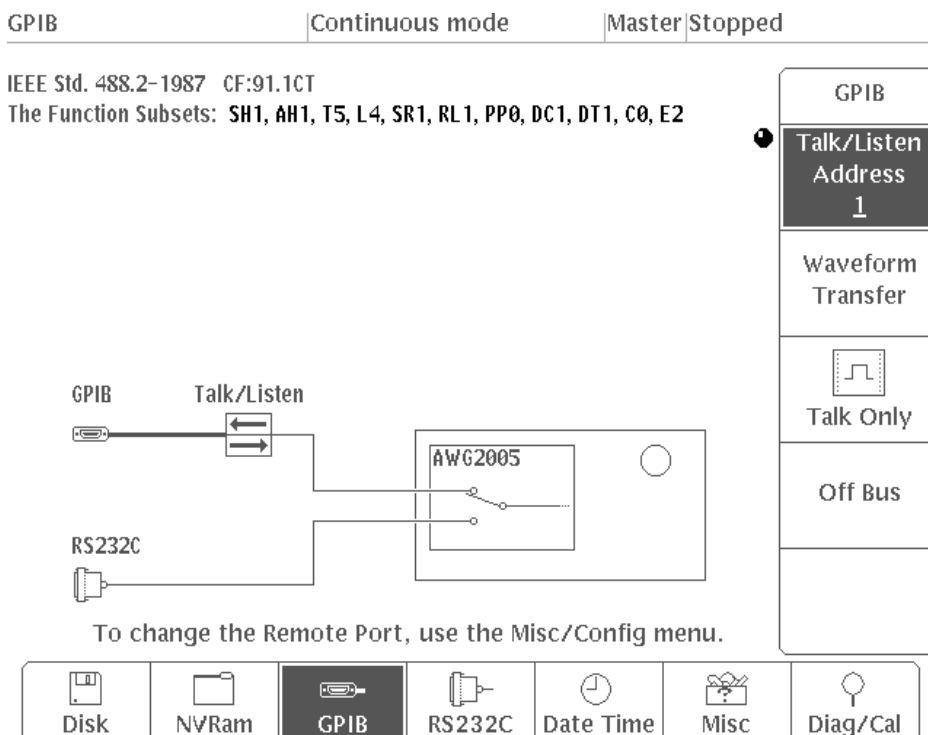 GPIB Continuous mode Master Stopped
IEEE Std. 488.2-1987 CF:91.1CT
The Function Subsets: SH1, AH1, T5, L4, SR1, RL1, PP0, DC1, DT1, C0, E2
GPIB
Talk/Listen
Address
1
Waveform
Transfer
Talk Only
Off Bus
GPIB Talk/Listen
AWG2005
RS232C
To change the Remote Port, use the Misc/Config menu.
Disk NVRam GPIB RS232C Date Time Misc Diag/Cal